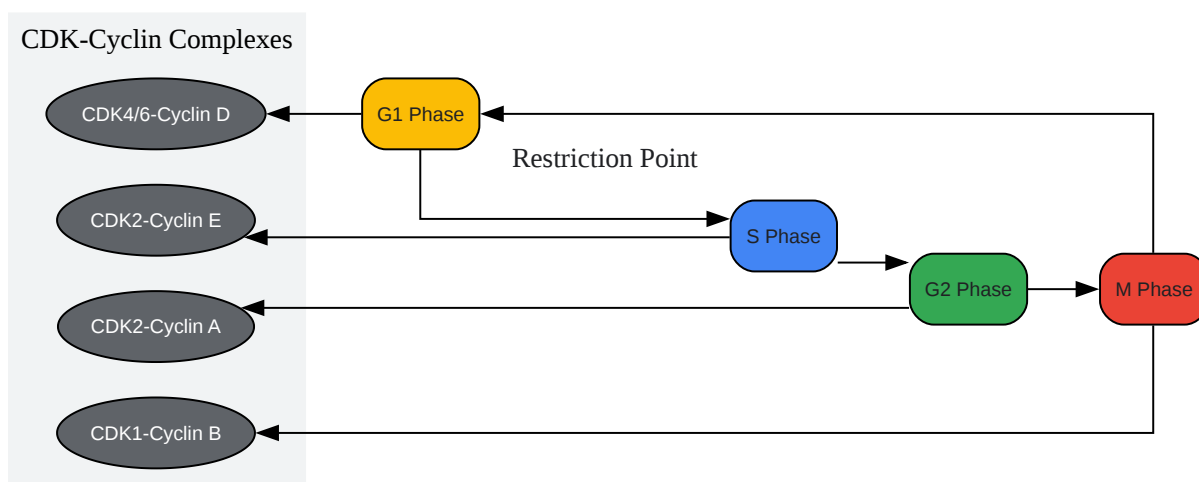 CDK-Cyclin Complexes
CDK4/6-Cyclin D
G1 Phase
Restriction Point
CDK2-Cyclin E
S Phase
G2 Phase
M Phase
CDK2-Cyclin A
CDK1-Cyclin B